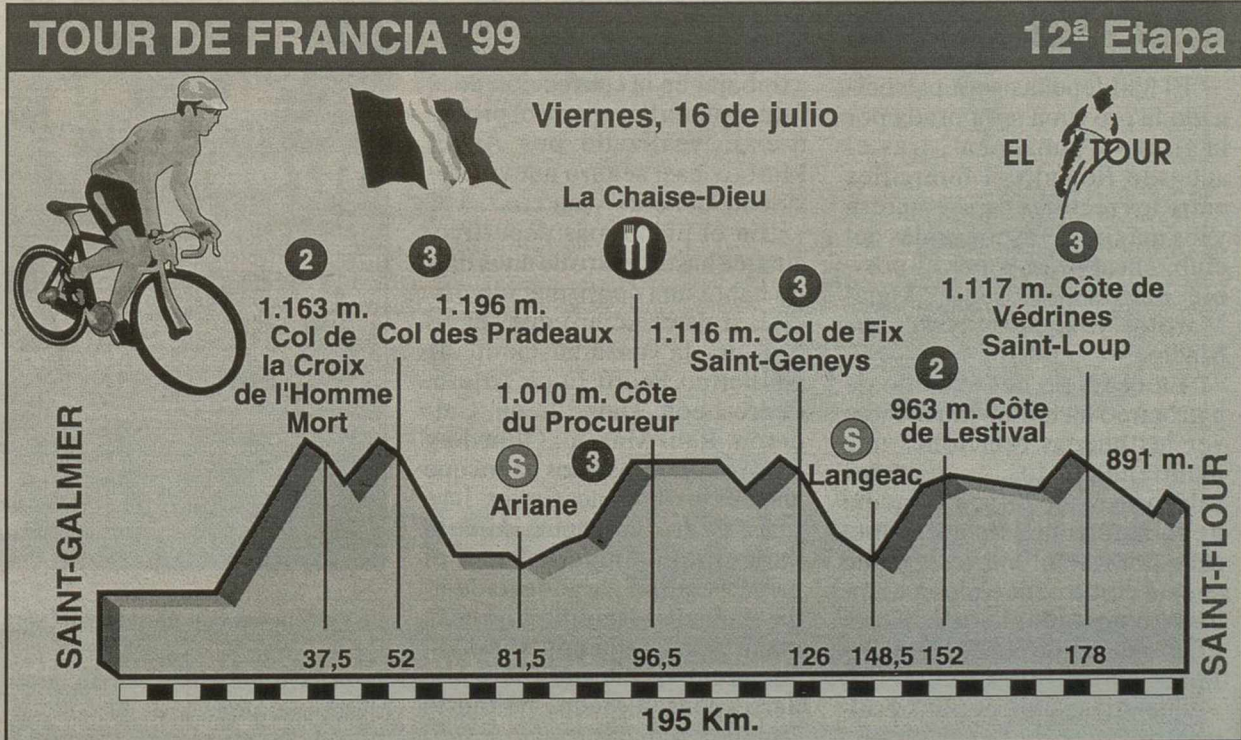 TOUR DE FRANCIA '99
12ª Etapa
Viernes, 16 de julio
EL TOUR
La Chaise-Dieu
2
1.163 m.
Col de
la Croix
de l'Homme
Mort
3
1.196 m.
Col des Pradeaux
1.010 m. Côte
du Procureur
S
3
Ariane
3
1.116 m. Col de Fix
Saint-Geneys
S
Langeac
2
963 m. Côte
de Lestival
3
1.117 m. Côte de
Védrines
Saint-Loup
891 m.
SAINT-GALMIER
SAINT-FLOUR
37,5 52 81,5 96,5 126 148,5 152 178
195 Km.